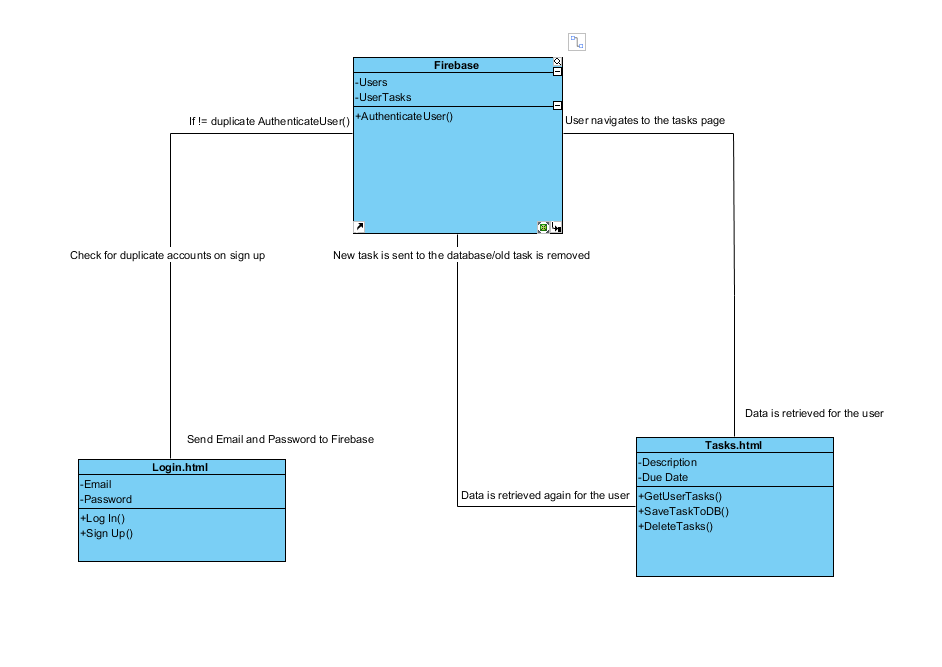 Firebase
-Users
-UserTasks
+AuthenticateUser()
If != duplicate AuthenticateUser()
User navigates to the tasks page
Check for duplicate accounts on sign up
New task is sent to the database/old task is removed
Data is retrieved for the user
Send Email and Password to Firebase
Login.html
-Email
-Password
+Log In()
+Sign Up()
Data is retrieved again for the user
Tasks.html
-Description
-Due Date
+GetUserTasks()
+SaveTaskToDB()
+DeleteTasks()